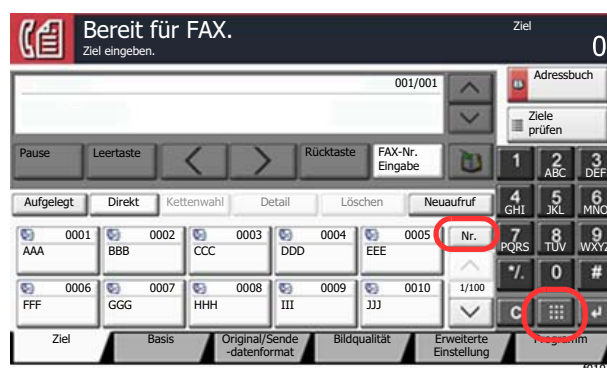 Bereit für FAX.
Ziel eingeben.
Ziel
0
001/001
Adressbuch
Ziele
prüfen
Pause
Leertaste
Rücktaste
FAX-Nr.
Eingabe
1
2
ABC
3
DEF
Aufgelegt
Direkt
Kettenwahl
Detail
Löschen
Neuaufruf
4
GHI
5
JKL
6
MNO
0001
AAA
0002
BBB
0003
CCC
0004
DDD
0005
EEE
Nr.
7
PQRS
8
TUV
9
WXYZ
0006
FFF
0007
GGG
0008
HHH
0009
III
0010
JJJ
1/100
*/.
0
#
C
Ziel
Basis
Original/Sende
-datenformat
Bildqualität
Erweiterte
Einstellung
Programm